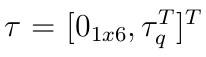 τ = [0_{1x6}, τ_q^T]^T